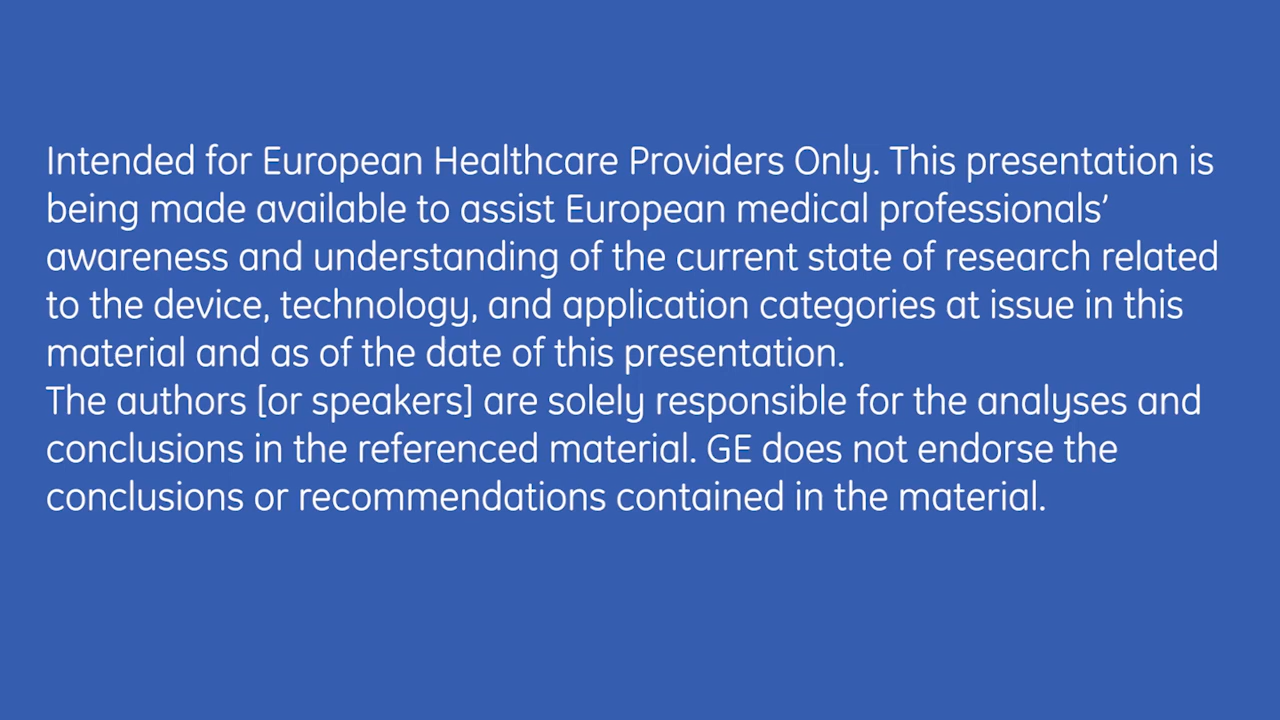 Intended for European Healthcare Providers Only. This presentation is
being made available to assist European medical professionals’
awareness and understanding of the current state of research related
to the device, technology, and application categories at issue in this
material and as of the date of this presentation.
The authors [or speakers] are solely responsible for the analyses and
conclusions in the referenced material. GE does not endorse the
conclusions or recommendations contained in the material.